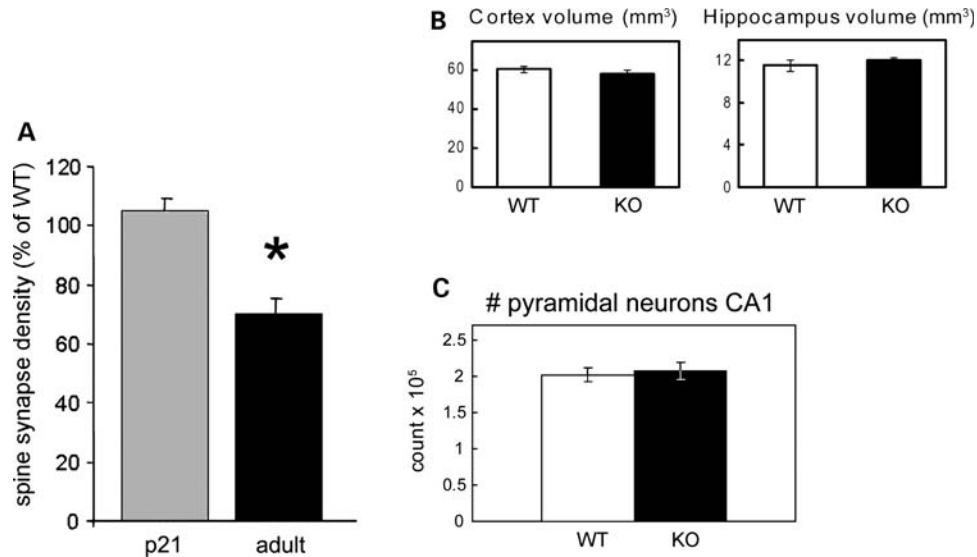 A
spine synapse density (% of WT)
120
100
80
60
40
20
0
*
p21 adult
B
Cortex volume (mm³)
60
40
20
0
WT KO
Hippocampus volume (mm³)
12
8
4
0
WT KO
C
# pyramidal neurons CA1
count x 10⁵
2.5
2
1.5
1
0.5
0
WT KO